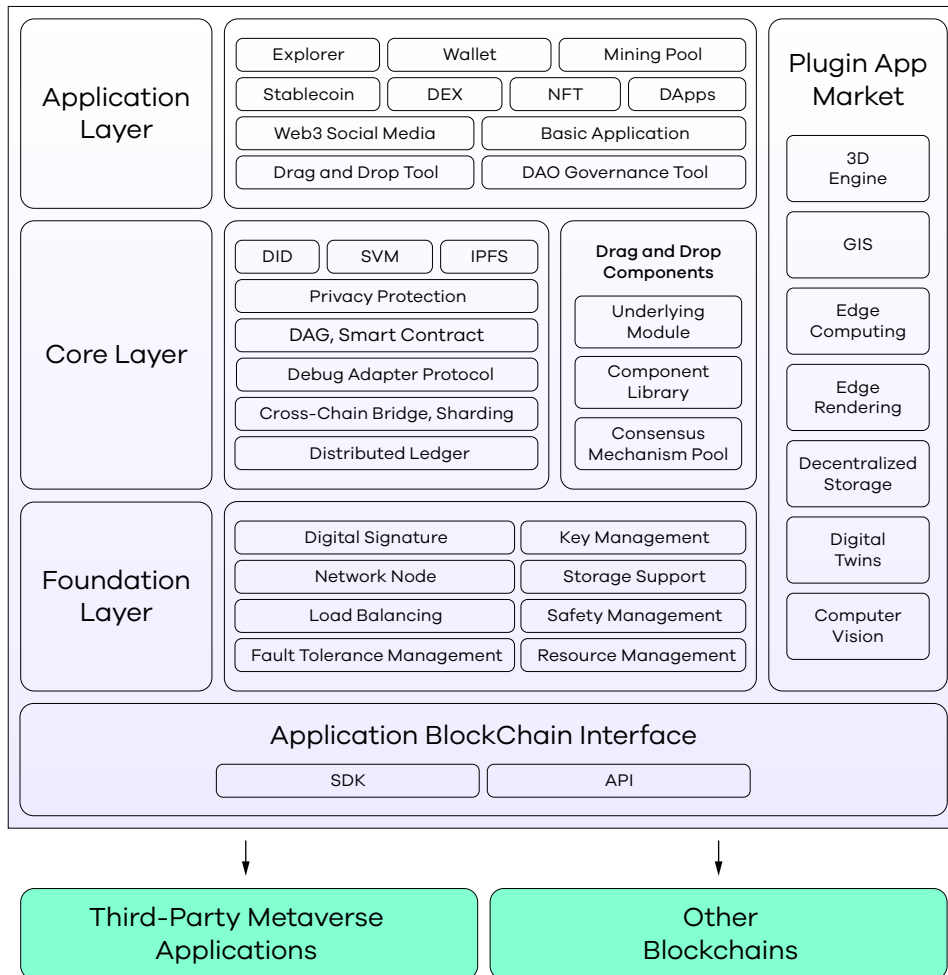 Application
Layer
Explorer
Wallet
Mining Pool
Stablecoin
DEX
NFT
DApps
Web3 Social Media
Basic Application
Drag and Drop Tool
DAO Governance Tool
Core Layer
DID
SVM
IPFS
Privacy Protection
DAG, Smart Contract
Debug Adapter Protocol
Cross-Chain Bridge, Sharding
Distributed Ledger
Drag and Drop
Components
Underlying
Module
Component
Library
Consensus
Mechanism Pool
Foundation
Layer
Digital Signature
Key Management
Network Node
Storage Support
Load Balancing
Safety Management
Fault Tolerance Management
Resource Management
Plugin App
Market
3D
Engine
GIS
Edge
Computing
Edge
Rendering
Decentralized
Storage
Digital
Twins
Computer
Vision
Application BlockChain Interface
SDK
API
Third-Party Metaverse
Applications
Other
Blockchains